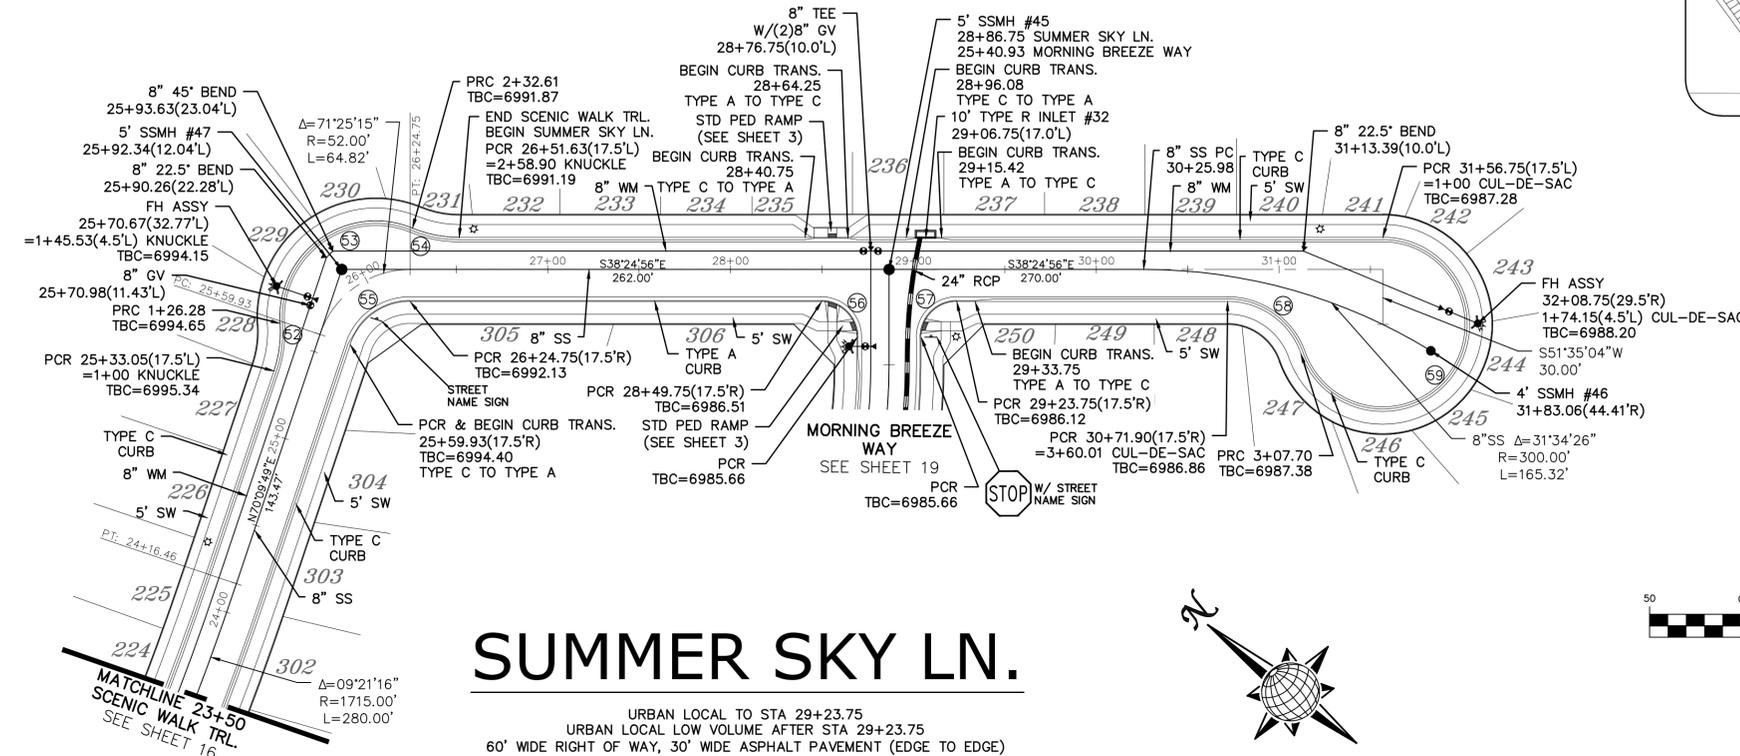 8" TEE
W/(2)8" GV
28+76.75(10.0'L)
5' SSMH #45
28+86.75 SUMMER SKY LN.
25+40.93 MORNING BREEZE WAY
BEGIN CURB TRANS.
28+64.25
TYPE A TO TYPE C
BEGIN CURB TRANS.
28+96.08
TYPE C TO TYPE A
8" 45° BEND
25+93.63(23.04'L)
PRC 2+32.61
TBC=6991.87
Δ=71°25'15"
R=52.00'
L=64.82'
PT: 26+24.75
END SCENIC WALK TRL.
BEGIN SUMMER SKY LN.
PCR 26+51.63(17.5'L)
=2+58.90 KNUCKLE
TBC=6991.19
STD PED RAMP
(SEE SHEET 3)
10' TYPE R INLET #32
29+06.75(17.0'L)
5' SSMH #47
25+92.34(12.04'L)
BEGIN CURB TRANS.
28+40.75
TYPE C TO TYPE A
BEGIN CURB TRANS.
29+15.42
TYPE A TO TYPE C
8" SS PC
30+25.98
TYPE C
CURB
8" 22.5° BEND
31+13.39(10.0'L)
8" 22.5° BEND
25+90.26(22.28'L)
PCR 31+56.75(17.5'L)
=1+00 CUL-DE-SAC
TBC=6987.28
8" WM
8" WM
5' SW
230
231
232
233
234
235
236
237
238
239
240
241
242
FH ASSY
25+70.67(32.77'L)
=1+45.53(4.5'L) KNUCKLE
TBC=6994.15
229
53
54
26+00
27+00
28+00
29+00
30+00
31+00
S38°24'56"E
262.00'
S38°24'56"E
270.00'
24" RCP
243
FH ASSY
32+08.75(29.5'R)
1+74.15(4.5'L) CUL-DE-SAC
TBC=6988.20
8" GV
25+70.98(11.43'L)
PC: 25+59.93
PRC 1+26.28
TBC=6994.65
228
52
55
56
57
58
59
305
8" SS
306
5' SW
250
249
248
5' SW
244
S51°35'04"W
30.00'
PCR 25+33.05(17.5'L)
=1+00 KNUCKLE
TBC=6995.34
PCR 26+24.75(17.5'R)
TBC=6992.13
TYPE A
CURB
BEGIN CURB TRANS.
29+33.75
TYPE A TO TYPE C
STREET
NAME SIGN
PCR 28+49.75(17.5'R)
TBC=6986.51
PCR 29+23.75(17.5'R)
TBC=6986.12
4' SSMH #46
31+83.06(44.41'R)
227
247
245
246
PCR & BEGIN CURB TRANS.
25+59.93(17.5'R)
TBC=6994.40
TYPE C TO TYPE A
STD PED RAMP
(SEE SHEET 3)
MORNING BREEZE
WAY
SEE SHEET 19
PCR 30+71.90(17.5'R)
=3+60.01 CUL-DE-SAC
TBC=6986.86
PRC 3+07.70
TBC=6987.38
TYPE C
CURB
8"SS Δ=31°34'26"
R=300.00'
L=165.32'
TYPE C
CURB
25+00
N70°09'49"E
143.47'
PCR
TBC=6985.66
PCR
TBC=6985.66
STOP
W/ STREET
NAME SIGN
8" WM
226
304
5' SW
5' SW
PT: 24+16.46
TYPE C
CURB
303
8" SS
225
24+00
224
302
Δ=09°21'16"
R=1715.00'
L=280.00'
MATCHLINE 23+50
SCENIC WALK TRL.
SEE SHEET 16
N
50
SUMMER SKY LN.
URBAN LOCAL TO STA 29+23.75
URBAN LOCAL LOW VOLUME AFTER STA 29+23.75
60' WIDE RIGHT OF WAY, 30' WIDE ASPHALT PAVEMENT (EDGE TO EDGE)